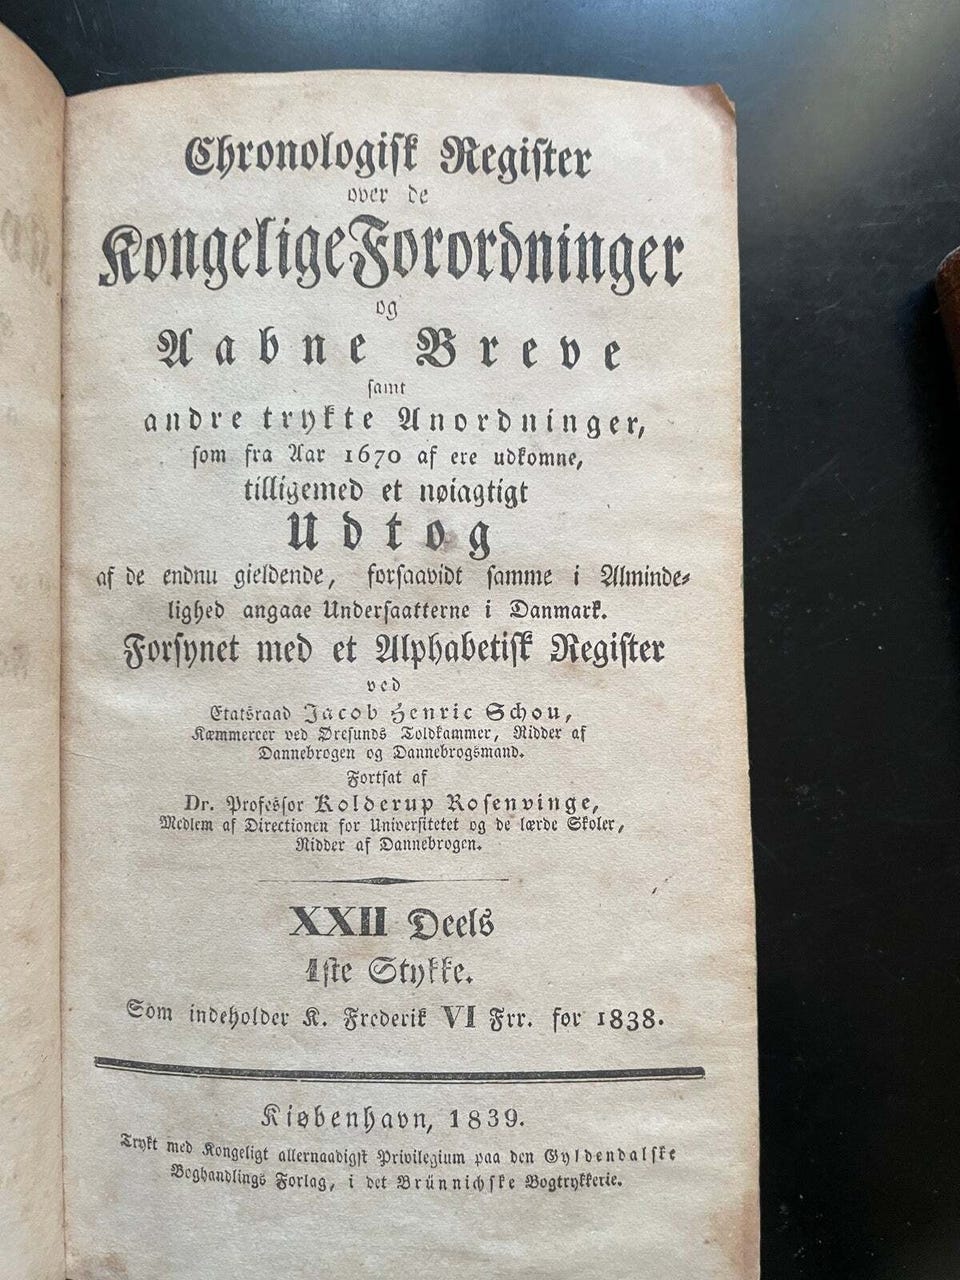 Chronologisk Register
over de
Kongelige Forordninger
og
Aabne Breve
samt
andre trykte Anordninger,
som fra Aar 1670 af ere udkomne,
tilligemed et nøiagtigt
Udtog
af de endnu gieldende, forsaavidt samme i Alminde-
lighed angaae Undersaatterne i Danmark.
Forsynet med et Alphabetisk Register
ved
Etatsraad Jacob Henric Schou,
Kæmmerer ved Øresunds Toldkammer, Ridder af
Dannebrogen og Dannebrogsmand.
Fortsat af
Dr. Professor Kolderup Rosenvinge,
Medlem af Directionen for Universitetet og de lærde Skoler,
Ridder af Dannebrogen.
XXII Deels
1ste Stykke.
Som indeholder K. Frederik VI Frr. for 1838.
Kiøbenhavn, 1839.
Trykt med Kongeligt allernaadigst Privilegium paa den Gyldendalske
Boghandlings Forlag, i det Brünnichske Bogtrykkerie.